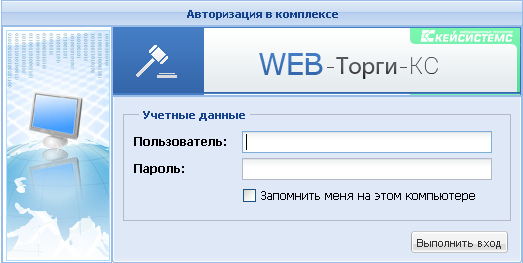 Авторизация в комплексе
КЕЙСИСТЕМС
WEB-Торги-КС
Учетные данные
Пользователь:
Пароль:
Запомнить меня на этом компьютере
Выполнить вход